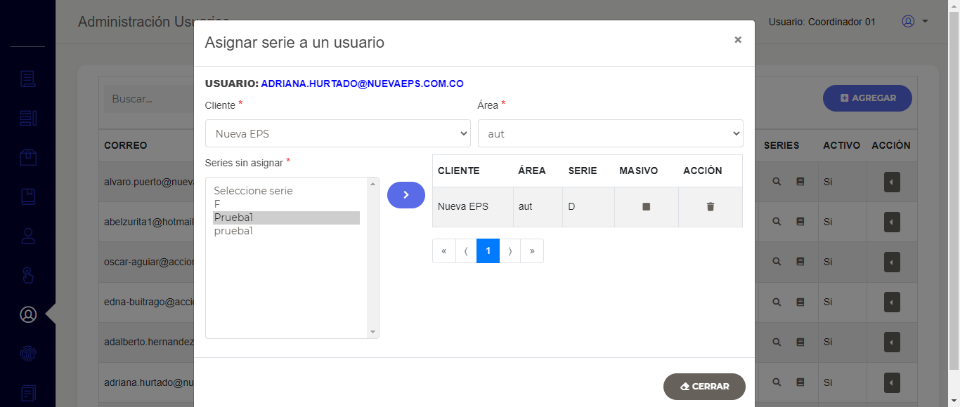 Administración Usuarios
Usuario: Coordinador 01
Asignar serie a un usuario
×
USUARIO: ADRIANA.HURTADO@NUEVAEPS.COM.CO
Cliente *
Área *
Nueva EPS
aut
Series sin asignar *
Seleccione serie
F
Prueba1
prueba1
CLIENTE ÁREA SERIE MASIVO ACCIÓN
Nueva EPS aut D
« ⟨ 1 ⟩ »
CERRAR
Buscar...
AGREGAR
CORREO
SERIES ACTIVO ACCIÓN
alvaro.puerto@nueva
Si
abelzurita1@hotmail
Si
oscar-aguiar@accion
Si
edna-buitrago@accio
Si
adalberto.hernandez
Si
adriana.hurtado@nu
Si